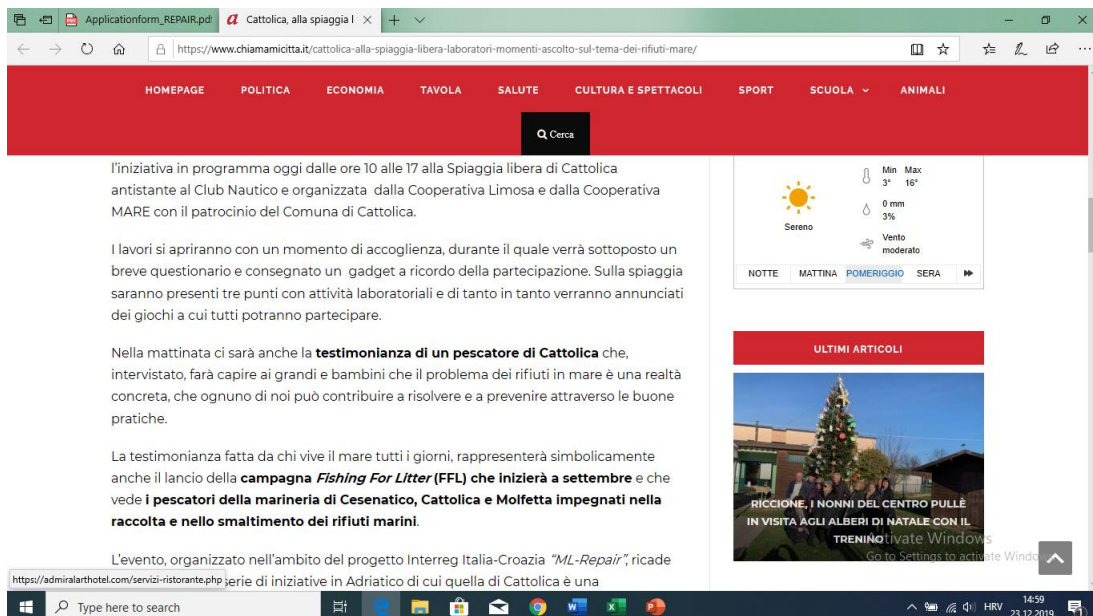 Applicationform_REPAIR.pdf
Cattolica, alla spiaggia l
https://www.chiamamicitta.it/cattolica-alla-spiaggia-libera-laboratori-momenti-ascolto-sul-tema-dei-rifiuti-mare/
HOMEPAGE POLITICA ECONOMIA TAVOLA SALUTE CULTURA E SPETTACOLI SPORT SCUOLA ANIMALI
Cerca
l'iniziativa in programma oggi dalle ore 10 alle 17 alla Spiaggia libera di Cattolica
antistante al Club Nautico e organizzata dalla Cooperativa Limosa e dalla Cooperativa
MARE con il patrocinio del Comuna di Cattolica.
I lavori si apriranno con un momento di accoglienza, durante il quale verrà sottoposto un
breve questionario e consegnato un gadget a ricordo della partecipazione. Sulla spiaggia
saranno presenti tre punti con attività laboratoriali e di tanto in tanto verranno annunciati
dei giochi a cui tutti potranno partecipare.
Nella mattinata ci sarà anche la testimonianza di un pescatore di Cattolica che,
intervistato, farà capire ai grandi e bambini che il problema dei rifiuti in mare è una realtà
concreta, che ognuno di noi può contribuire a risolvere e a prevenire attraverso le buone
pratiche.
La testimonianza fatta da chi vive il mare tutti i giorni, rappresenterà simbolicamente
anche il lancio della campagna Fishing For Litter (FFL) che inizierà a settembre e che
vede i pescatori della marineria di Cesenatico, Cattolica e Molfetta impegnati nella
raccolta e nello smaltimento dei rifiuti marini.
L'evento, organizzato nell'ambito del progetto Interreg Italia-Croazia "ML-Repair", ricade
serie di iniziative in Adriatico di cui quella di Cattolica è una
https://admiralarthotel.com/servizi-ristorante.php
Min Max
3° 16°
0 mm
3%
Sereno
Vento
moderato
NOTTE MATTINA POMERIGGIO SERA
ULTIMI ARTICOLI
RICCIONE, I NONNI DEL CENTRO PULLÈ
IN VISITA AGLI ALBERI DI NATALE CON IL
TRENINO
Activate Windows
Go to Settings to activate Windows
Type here to search
HRV
14:59
23.12.2019